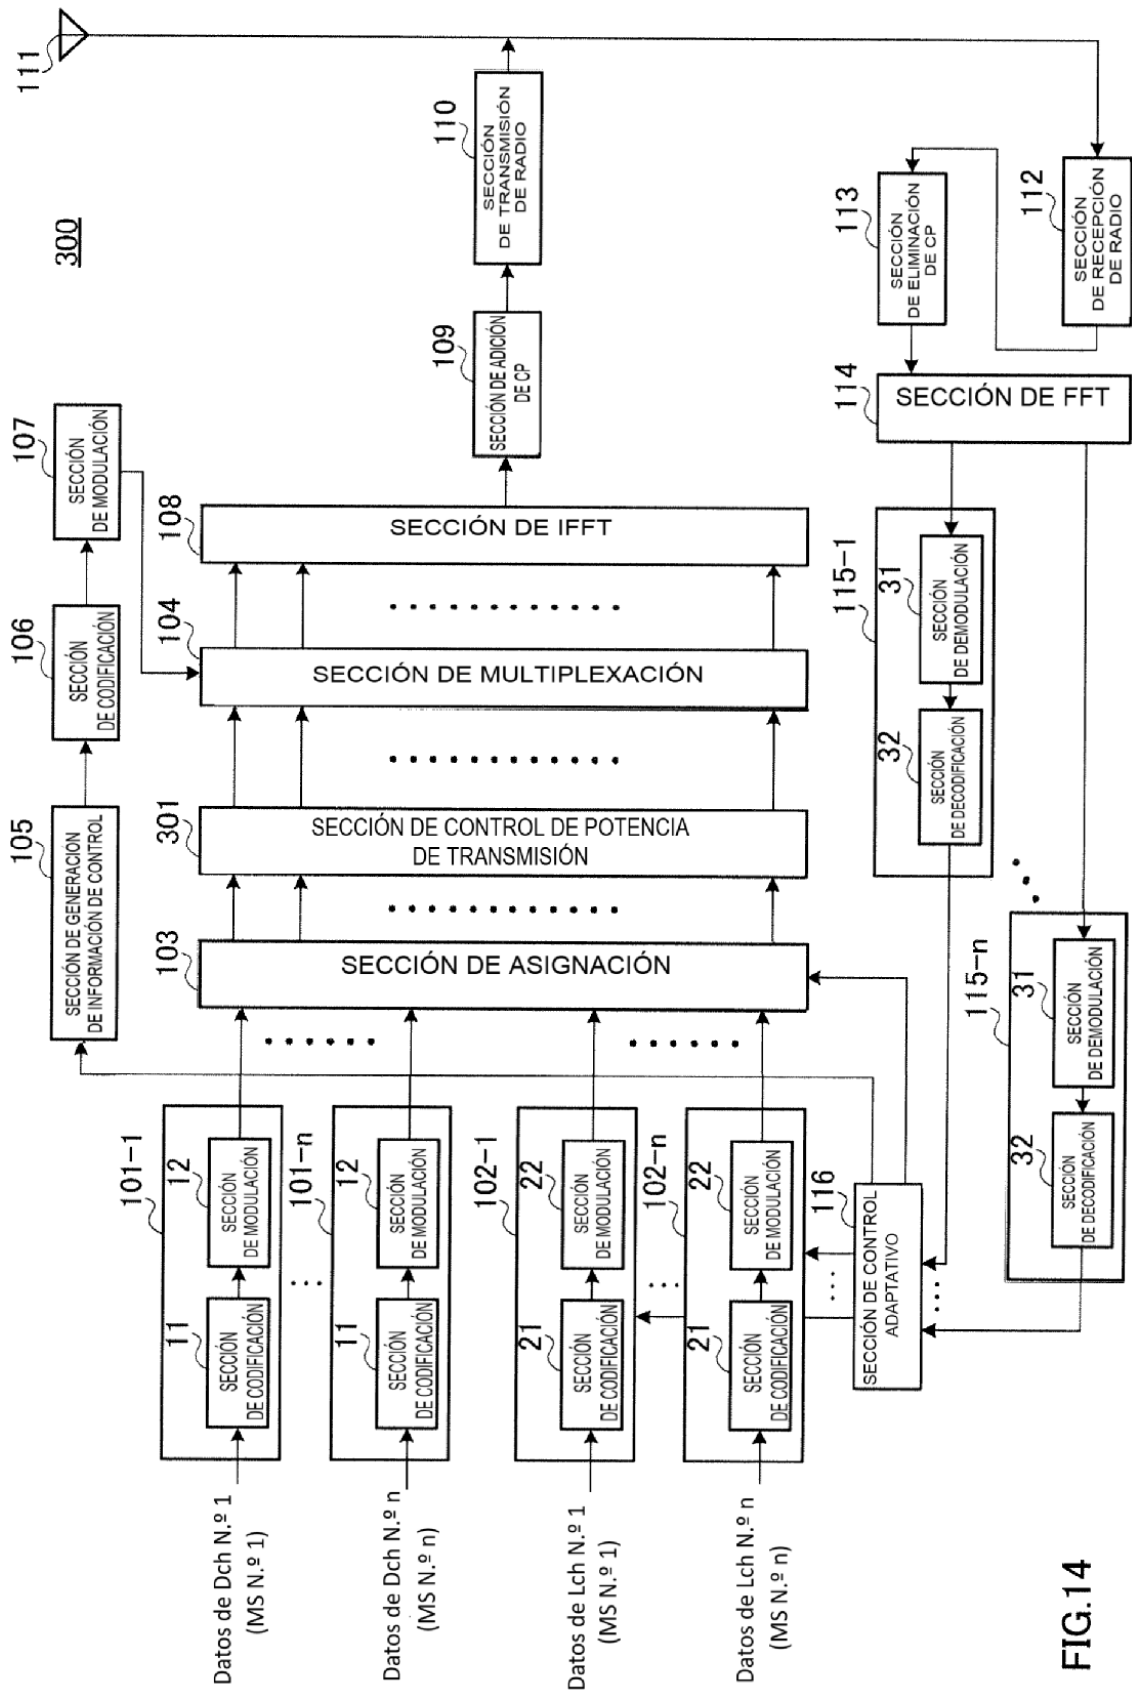 300
111
105
SECCIÓN DE GENERACIÓN
DE INFORMACIÓN DE CONTROL
106
SECCIÓN
DE CODIFICACIÓN
107
SECCIÓN
DE MODULACIÓN
101-1
11
SECCIÓN
DE CODIFICACIÓN
12
SECCIÓN
DE MODULACIÓN
Datos de Dch N.º 1
(MS N.º 1)
101-n
11
SECCIÓN
DE CODIFICACIÓN
12
SECCIÓN
DE MODULACIÓN
Datos de Dch N.º n
(MS N.º n)
102-1
21
SECCIÓN
DE CODIFICACIÓN
22
SECCIÓN
DE MODULACIÓN
Datos de Lch N.º 1
(MS N.º 1)
102-n
21
SECCIÓN
DE CODIFICACIÓN
22
SECCIÓN
DE MODULACIÓN
Datos de Lch N.º n
(MS N.º n)
103
SECCIÓN DE ASIGNACIÓN
301
SECCIÓN DE CONTROL DE POTENCIA
DE TRANSMISIÓN
104
SECCIÓN DE MULTIPLEXACIÓN
108
SECCIÓN DE IFFT
109
SECCIÓN DE ADICIÓN
DE CP
110
SECCIÓN
DE TRANSMISIÓN
DE RADIO
116
SECCIÓN DE CONTROL
ADAPTATIVO
115-1
32
SECCIÓN
DE DECODIFICACIÓN
31
SECCIÓN
DE DEMODULACIÓN
114
SECCIÓN DE FFT
113
SECCIÓN
DE ELIMINACIÓN
DE CP
112
SECCIÓN
DE RECEPCIÓN
DE RADIO
115-n
32
SECCIÓN
DE DECODIFICACIÓN
31
SECCIÓN
DE DEMODULACIÓN
FIG.14